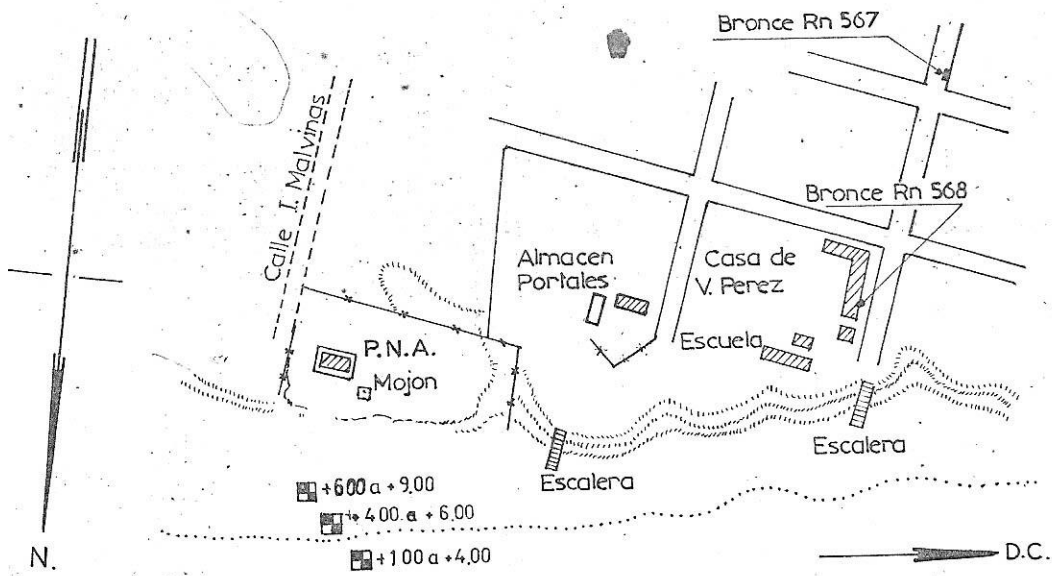 Bronce Rn 567
Calle I. Malvinas
Bronce Rn 568
Almacen
Portales
Casa de
V. Perez
P.N.A.
Mojon
Escuela
Escalera
Escalera
+600 a +9,00
+400.a +6,00
+100 a +4,00
N.
D.C.